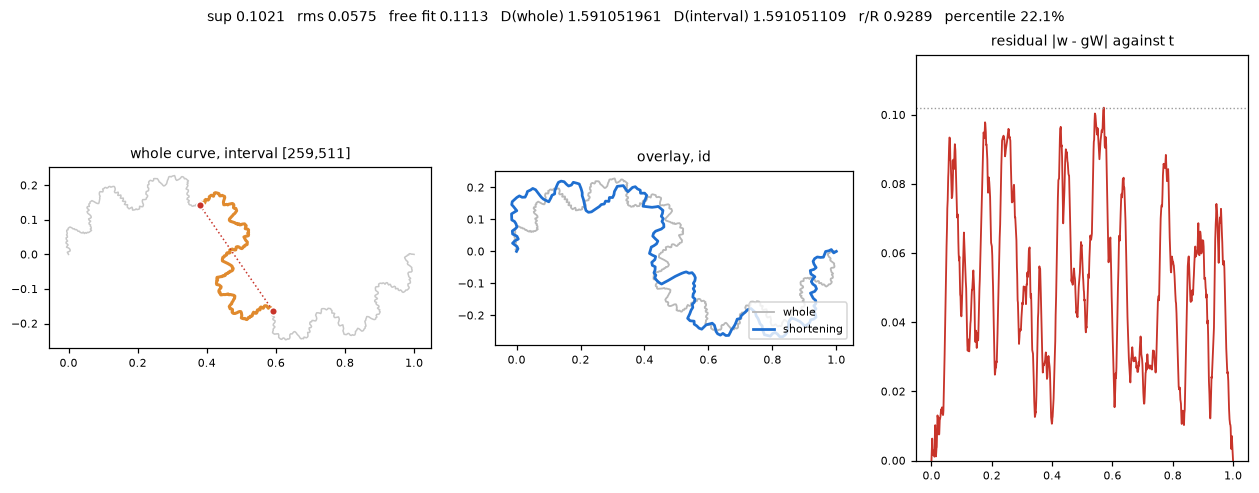 sup 0.1021 rms 0.0575 free fit 0.1113 D(whole) 1.591051961 D(interval) 1.591051109 r/R 0.9289 percentile 22.1%
whole curve, interval [259,511]
0.2
0.1
0.0
−0.1
−0.2
0.0 0.2 0.4 0.6 0.8 1.0
overlay, id
0.2
0.1
0.0
−0.1
−0.2
whole
shortening
0.0 0.2 0.4 0.6 0.8 1.0
residual |w - gW| against t
0.10
0.08
0.06
0.04
0.02
0.00
0.0 0.2 0.4 0.6 0.8 1.0